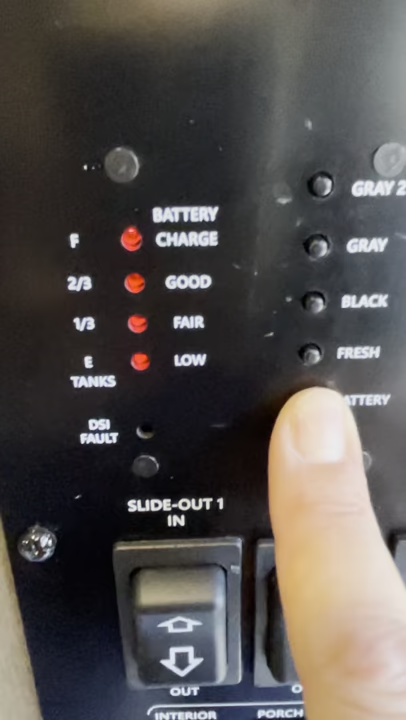 GRAY 2
BATTERY
F CHARGE
GRAY
2/3 GOOD
BLACK
1/3 FAIR
FRESH
E LOW
TANKS
ATTERY
DSI
FAULT
SLIDE-OUT 1
IN
OUT
O
INTERIOR
PORCH